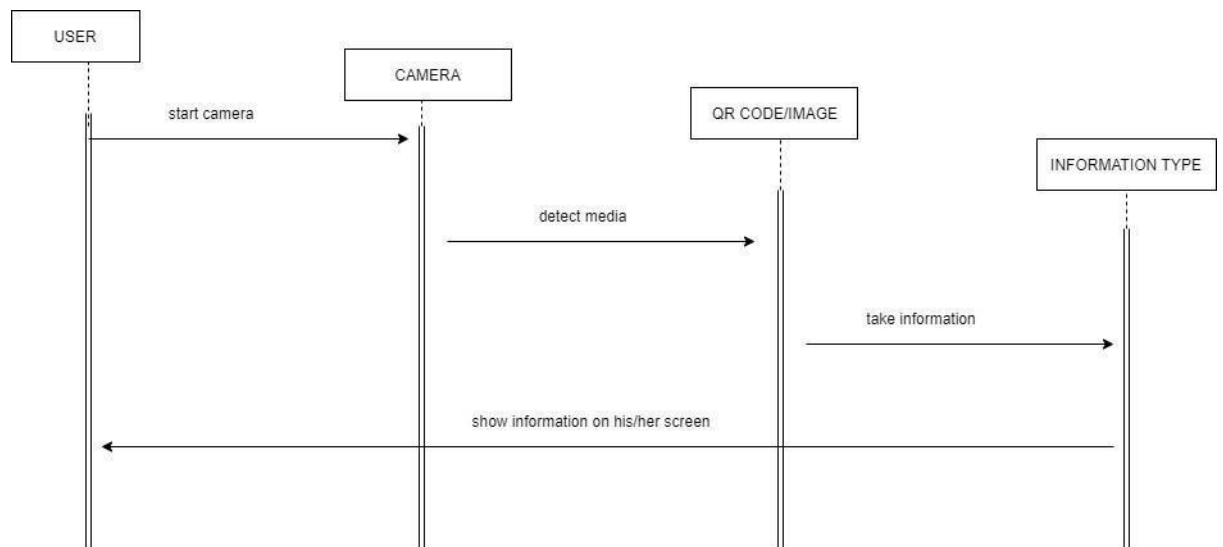 USER
CAMERA
start camera
QR CODE/IMAGE
INFORMATION TYPE
detect media
take information
show information on his/her screen